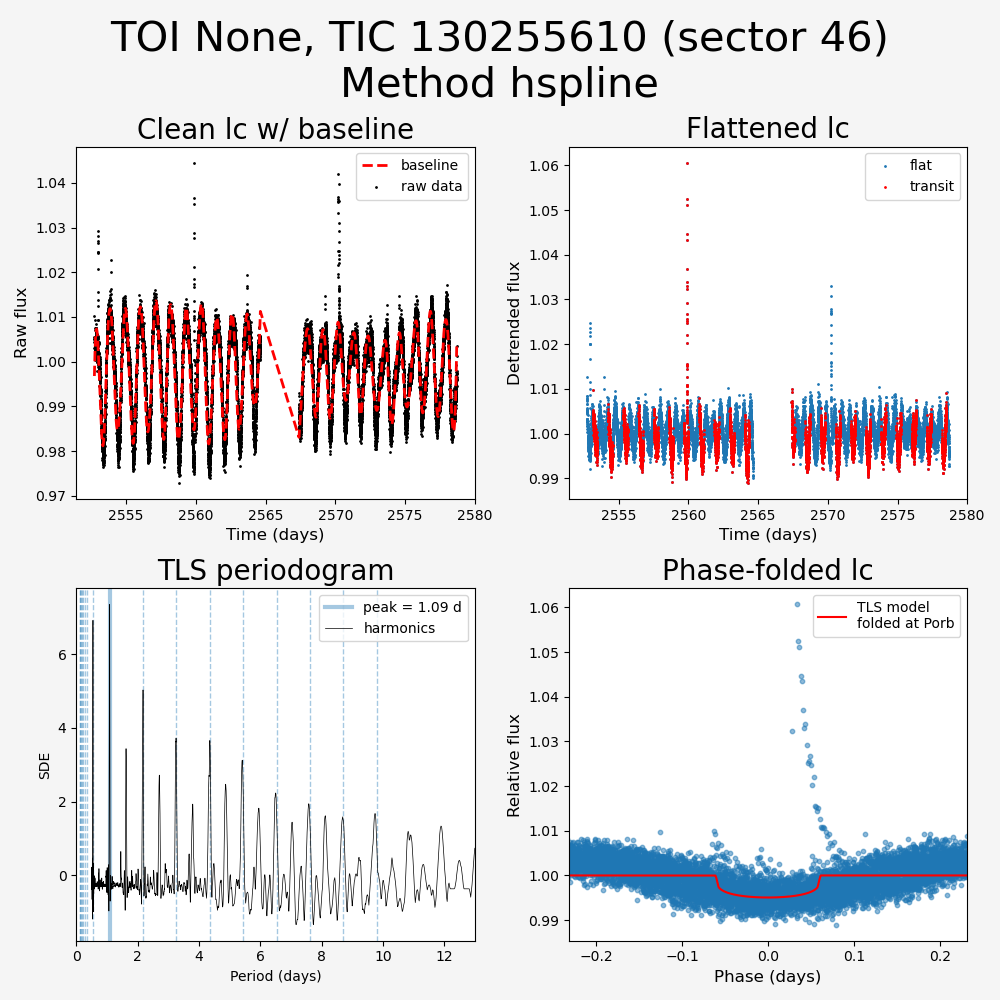 TOI None, TIC 130255610 (sector 46)
Method hspline
Clean lc w/ baseline
Flattened lc
baseline
raw data
flat
transit
1.04
1.03
1.02
1.01
1.00
0.99
0.98
0.97
Raw flux
2555
2560
2565
2570
2575
2580
Time (days)
1.06
1.05
1.04
1.03
1.02
1.01
1.00
0.99
Detrended flux
2555
2560
2565
2570
2575
2580
Time (days)
TLS periodogram
Phase-folded lc
peak = 1.09 d
harmonics
TLS model
folded at Porb
6
4
2
0
SDE
0
2
4
6
8
10
12
Period (days)
1.06
1.05
1.04
1.03
1.02
1.01
1.00
0.99
Relative flux
−0.2
−0.1
0.0
0.1
0.2
Phase (days)